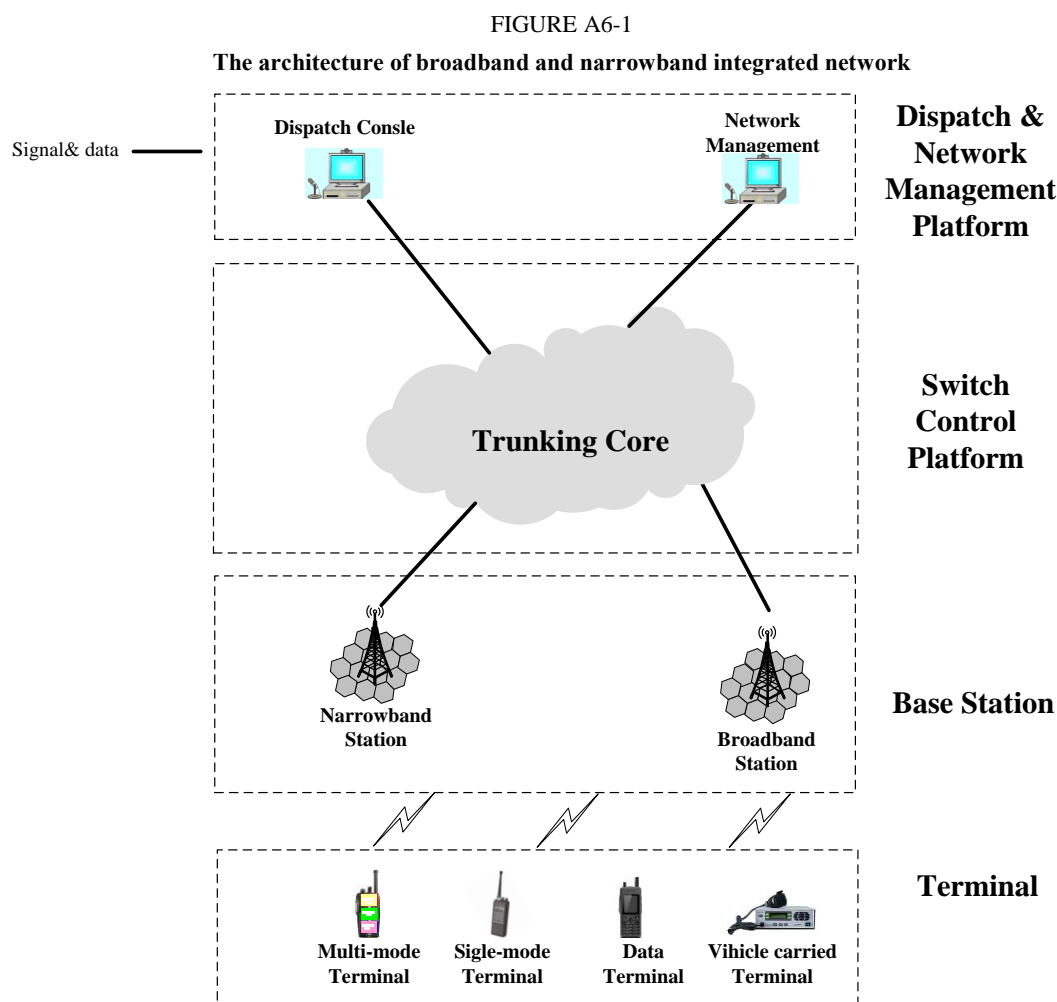 FIGURE A6-1
The architecture of broadband and narrowband integrated network
Signal& data
Dispatch Consle
Network
Management
Dispatch &
Network
Management
Platform
Trunking Core
Switch
Control
Platform
Narrowband
Station
Broadband
Station
Base Station
Multi-mode
Terminal
Sigle-mode
Terminal
Data
Terminal
Vihicle carried
Terminal
Terminal